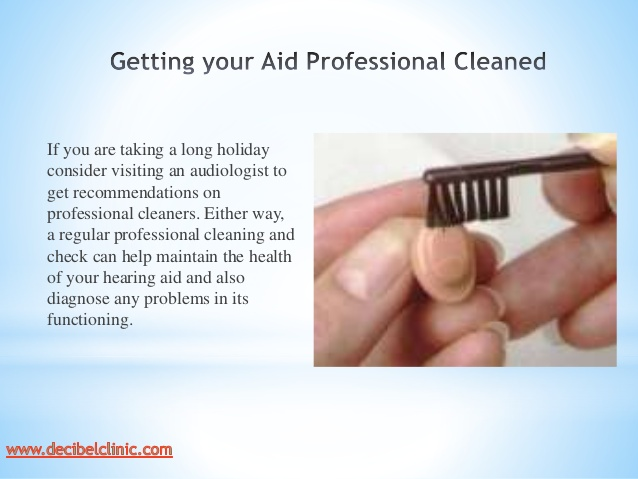 Getting your Aid Professional Cleaned
If you are taking a long holiday
consider visiting an audiologist to
get recommendations on
professional cleaners. Either way,
a regular professional cleaning and
check can help maintain the health
of your hearing aid and also
diagnose any problems in its
functioning.
www.decibelclinic.com